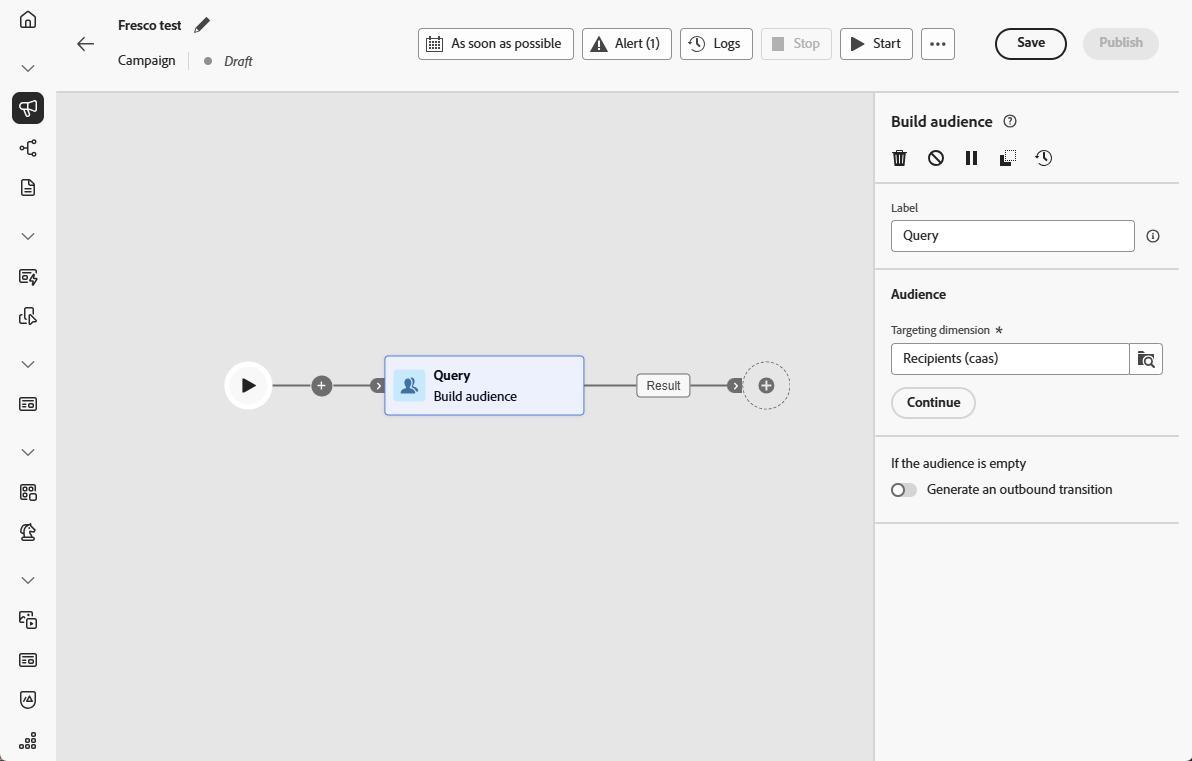 Fresco test
Campaign
Draft
As soon as possible
Alert (1)
Logs
Stop
Start
Save
Publish
Query
Build audience
Result
Build audience
Label
Query
Audience
Targeting dimension *
Recipients (caas)
Continue
If the audience is empty
Generate an outbound transition